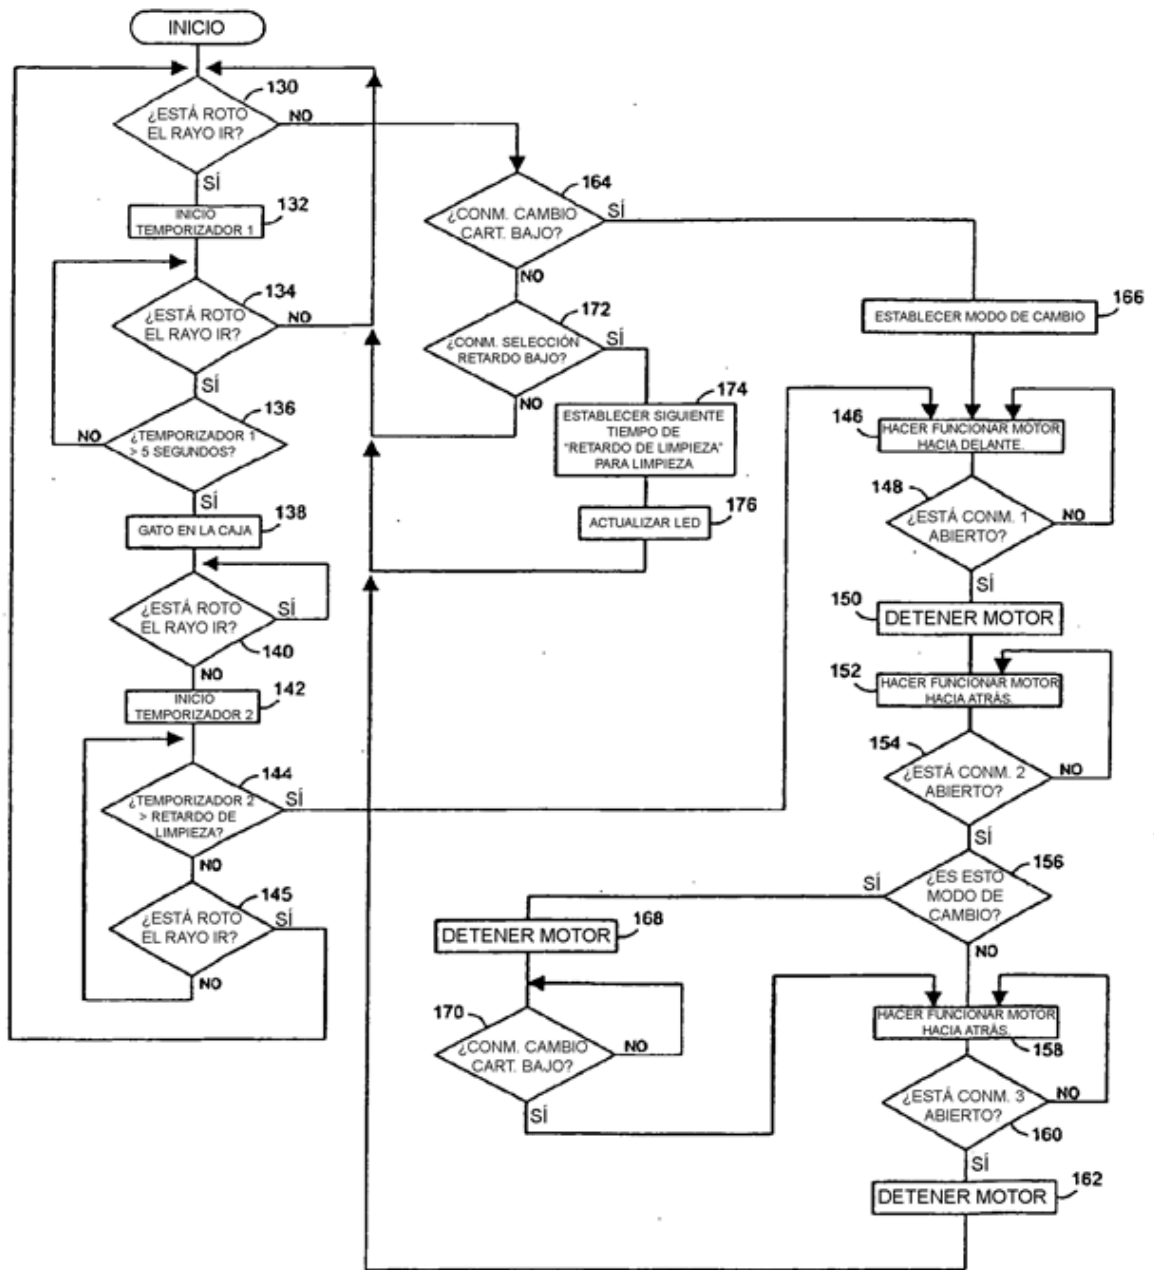 INICIO
130
¿ESTÁ ROTO
EL RAYO IR?
NO
SÍ
132
INICIO
TEMPORIZADOR 1
134
¿ESTÁ ROTO
EL RAYO IR?
NO
SÍ
136
¿TEMPORIZADOR 1
> 5 SEGUNDOS?
NO
SÍ
138
GATO EN LA CAJA
¿ESTÁ ROTO
EL RAYO IR?
SÍ
140
NO
142
INICIO
TEMPORIZADOR 2
144
¿TEMPORIZADOR 2
> RETARDO DE
LIMPIEZA?
SÍ
NO
145
¿ESTÁ ROTO
EL RAYO IR?
SÍ
NO
164
¿CONM. CAMBIO
CART. BAJO?
SÍ
NO
172
¿CONM. SELECCIÓN
RETARDO BAJO?
SÍ
NO
174
ESTABLECER SIGUIENTE
TIEMPO DE
“RETARDO DE LIMPIEZA”
PARA LIMPIEZA
ACTUALIZAR LED
176
166
ESTABLECER MODO DE CAMBIO
146
HACER FUNCIONAR MOTOR
HACIA DELANTE.
148
¿ESTÁ CONM. 1
ABIERTO?
NO
SÍ
150
DETENER MOTOR
152
HACER FUNCIONAR MOTOR
HACIA ATRÁS.
154
¿ESTÁ CONM. 2
ABIERTO?
NO
SÍ
156
¿ES ESTO
MODO DE
CAMBIO?
SÍ
NO
168
DETENER MOTOR
170
¿CONM. CAMBIO
CART. BAJO?
NO
SÍ
HACER FUNCIONAR MOTOR
HACIA ATRÁS.
158
¿ESTÁ CONM. 3
ABIERTO?
NO
160
SÍ
DETENER MOTOR
162